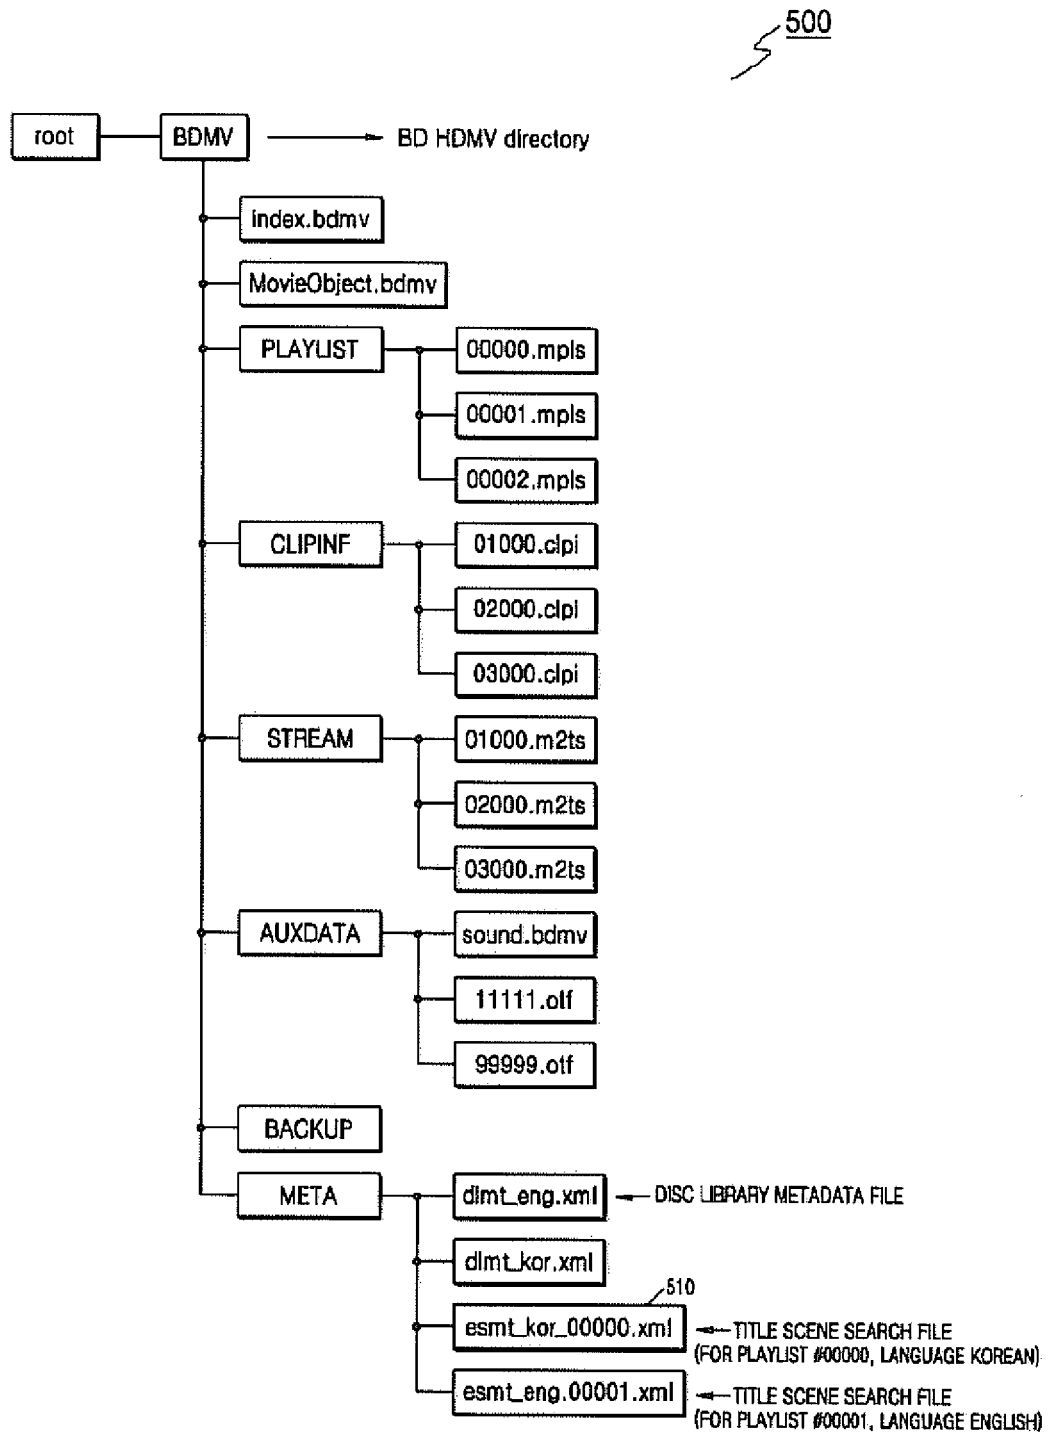 500
root
BDMV
BD HDMV directory
index.bdmv
MovieObject.bdmv
PLAYLIST
00000.mpls
00001.mpls
00002.mpls
CLIPINF
01000.clpi
02000.clpi
03000.clpi
STREAM
01000.m2ts
02000.m2ts
03000.m2ts
AUXDATA
sound.bdmv
11111.otf
99999.otf
BACKUP
META
dlmt_eng.xml
DISC LIBRARY METADATA FILE
dlmt_kor.xml
510
esmt_kor_00000.xml
TITLE SCENE SEARCH FILE
(FOR PLAYLIST #00000, LANGUAGE KOREAN)
esmt_eng.00001.xml
TITLE SCENE SEARCH FILE
(FOR PLAYLIST #00001, LANGUAGE ENGLISH)